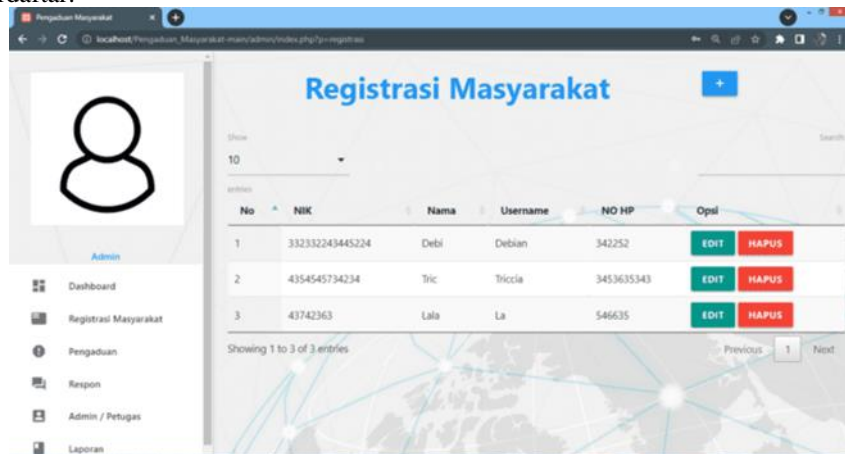 Pengaduan Masyarakat
localhost/Pengaduan_Masyarakat-main/admin/index.php?p=registrasi
Registrasi Masyarakat
+
Show
10
entries
Search
No NIK Nama Username NO HP Opsi
1 332332243445224 Debi Debian 342252 EDIT HAPUS
2 4354545734234 Tric Triccia 3453635343 EDIT HAPUS
3 43742363 Lala La 546635 EDIT HAPUS
Showing 1 to 3 of 3 entries
Previous 1 Next
Admin
Dashboard
Registrasi Masyarakat
Pengaduan
Respon
Admin / Petugas
Laporan